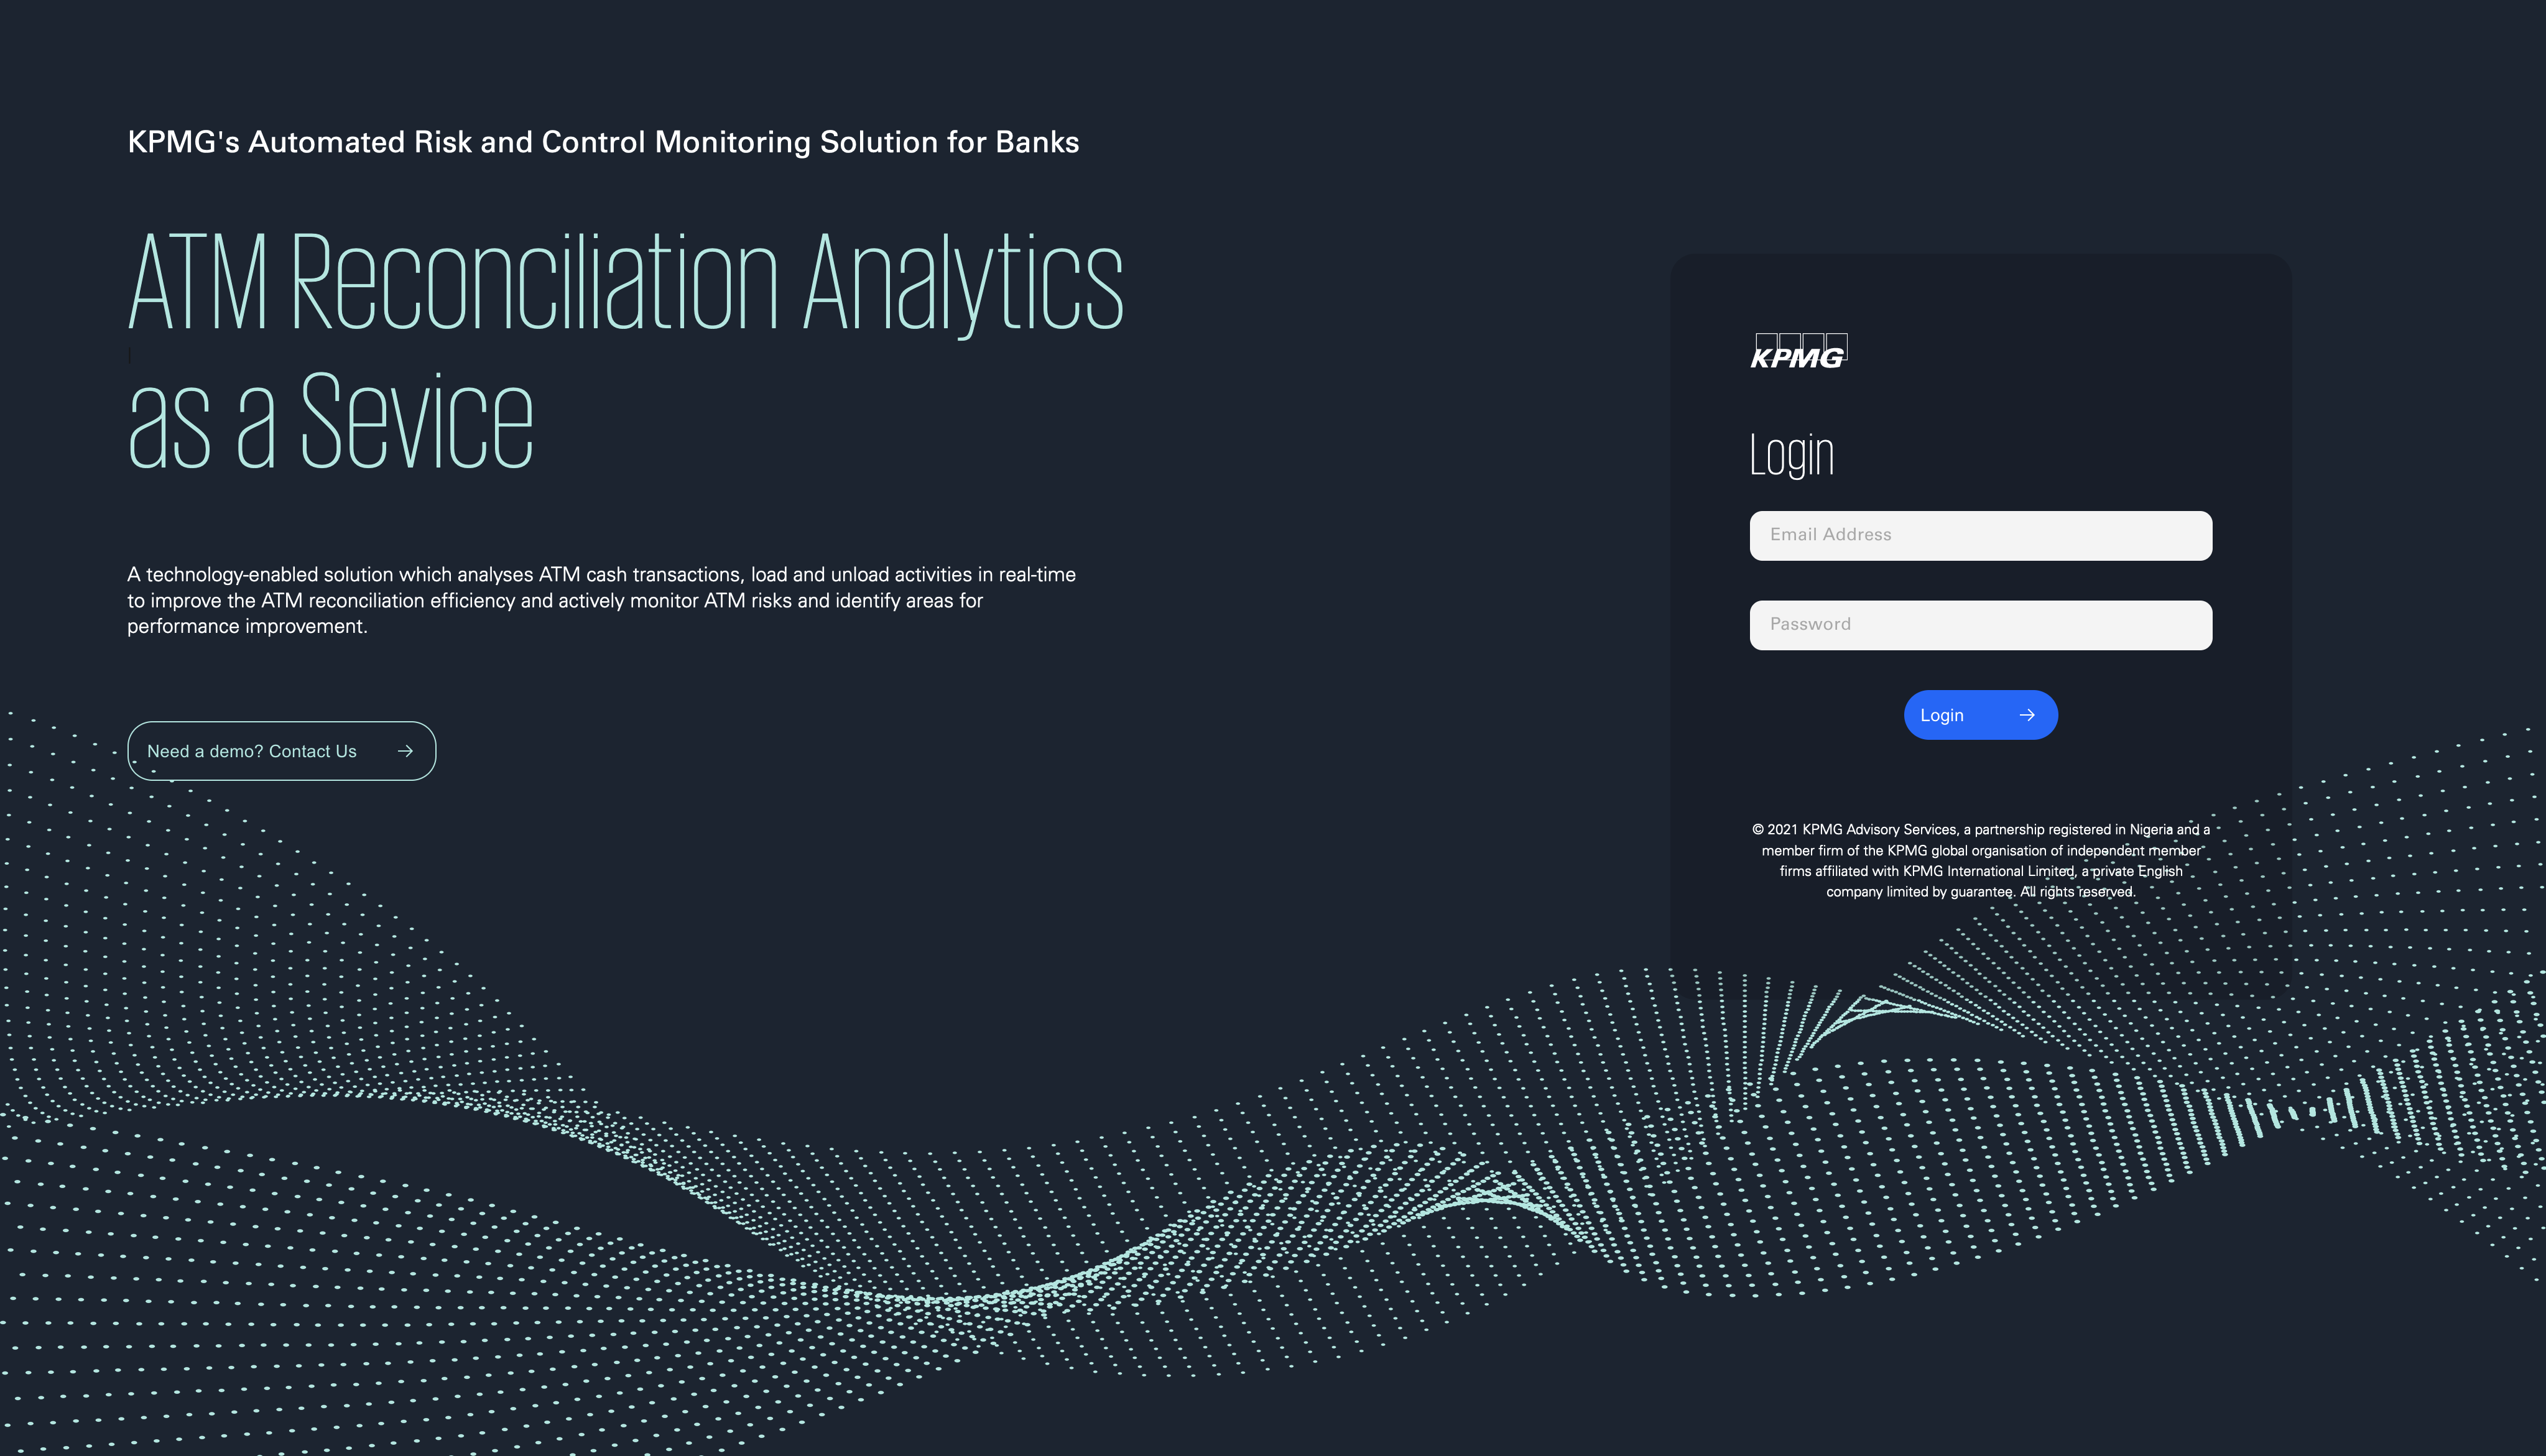 KPMG's Automated Risk and Control Monitoring Solution for Banks
ATM Reconciliation Analytics
as a Sevice
A technology-enabled solution which analyses ATM cash transactions, load and unload activities in real-time
to improve the ATM reconciliation efficiency and actively monitor ATM risks and identify areas for
performance improvement.
Need a demo? Contact Us
KPMG
Login
Email Address
Password
Login
© 2021 KPMG Advisory Services, a partnership registered in Nigeria and a
member firm of the KPMG global organisation of independent member
firms affiliated with KPMG International Limited, a private English
company limited by guarantee. All rights reserved.